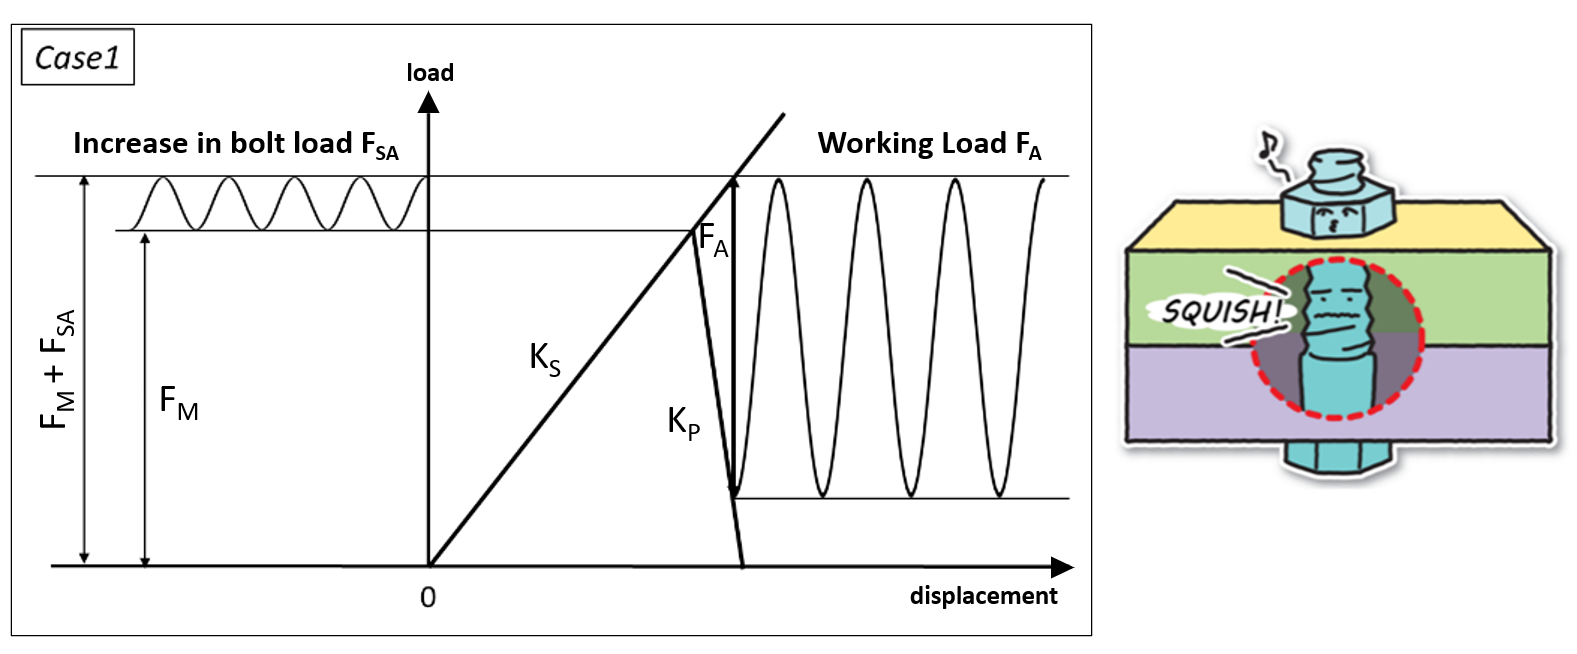 Case1
load
Increase in bolt load FSA
Working Load FA
FA
FM + FSA
FM
KS
KP
0
displacement
SQUISH!